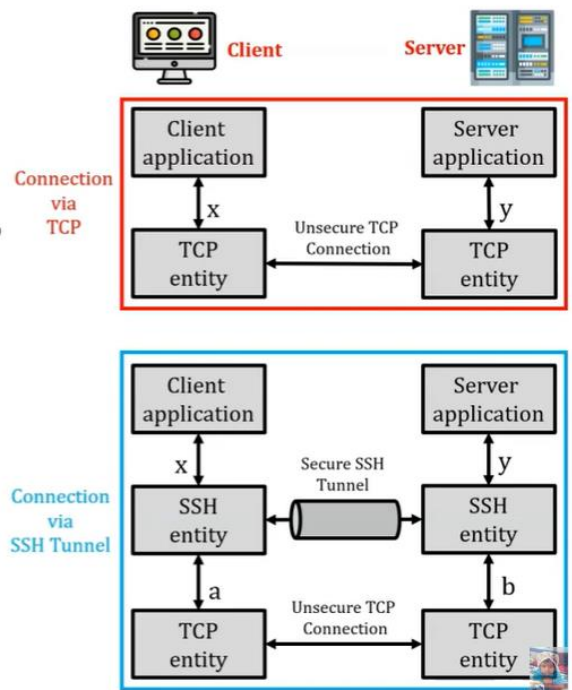 Client
Server
Connection
via
TCP
Client
application
Server
application
x
y
Unsecure TCP
Connection
TCP
entity
TCP
entity
Connection
via
SSH Tunnel
Client
application
Server
application
x
y
Secure SSH
Tunnel
SSH
entity
SSH
entity
a
b
Unsecure TCP
Connection
TCP
entity
TCP
entity